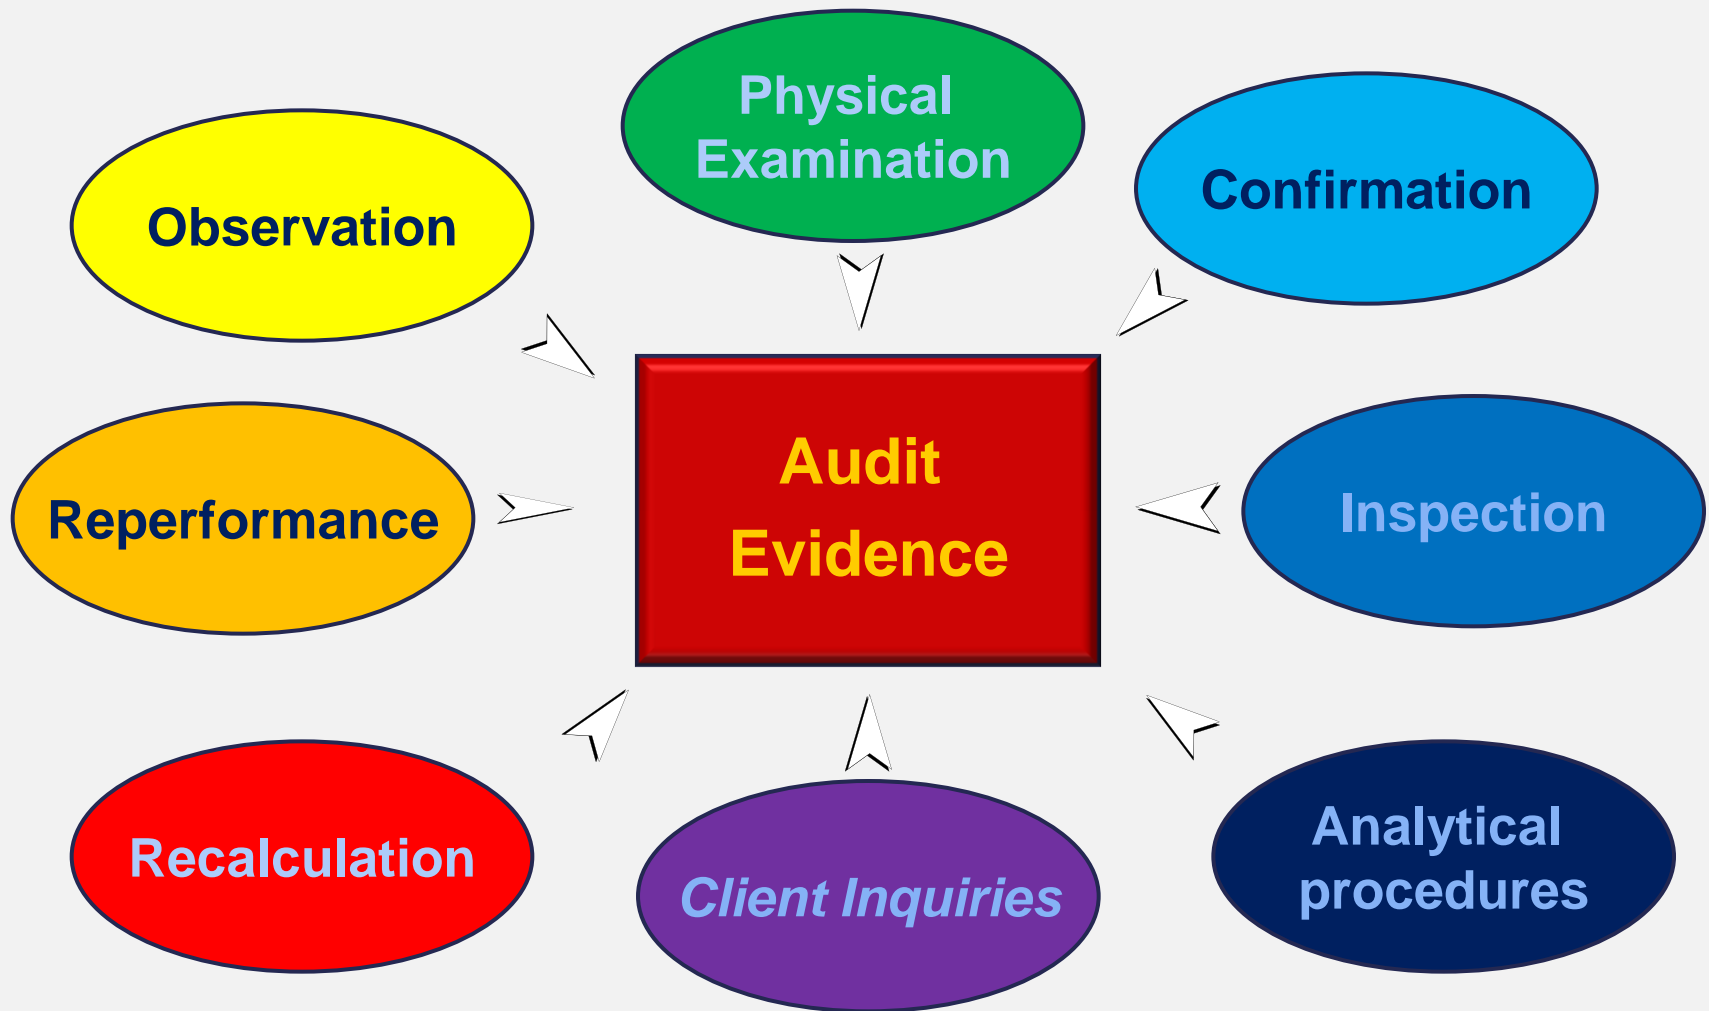 Physical
Examination
Confirmation
Observation
Audit
Evidence
Inspection
Reperformance
Analytical
procedures
Recalculation
Client Inquiries